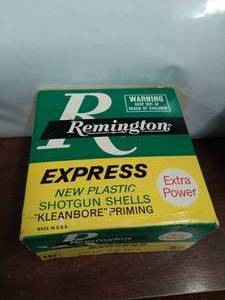 R
WARNING
KEEP OUT OF
REACH OF CHILDREN
Remington
EXPRESS
NEW PLASTIC
SHOTGUN SHELLS
"KLEANBORE" PRIMING
Extra
Power
MADE IN U.S.A.
Remington